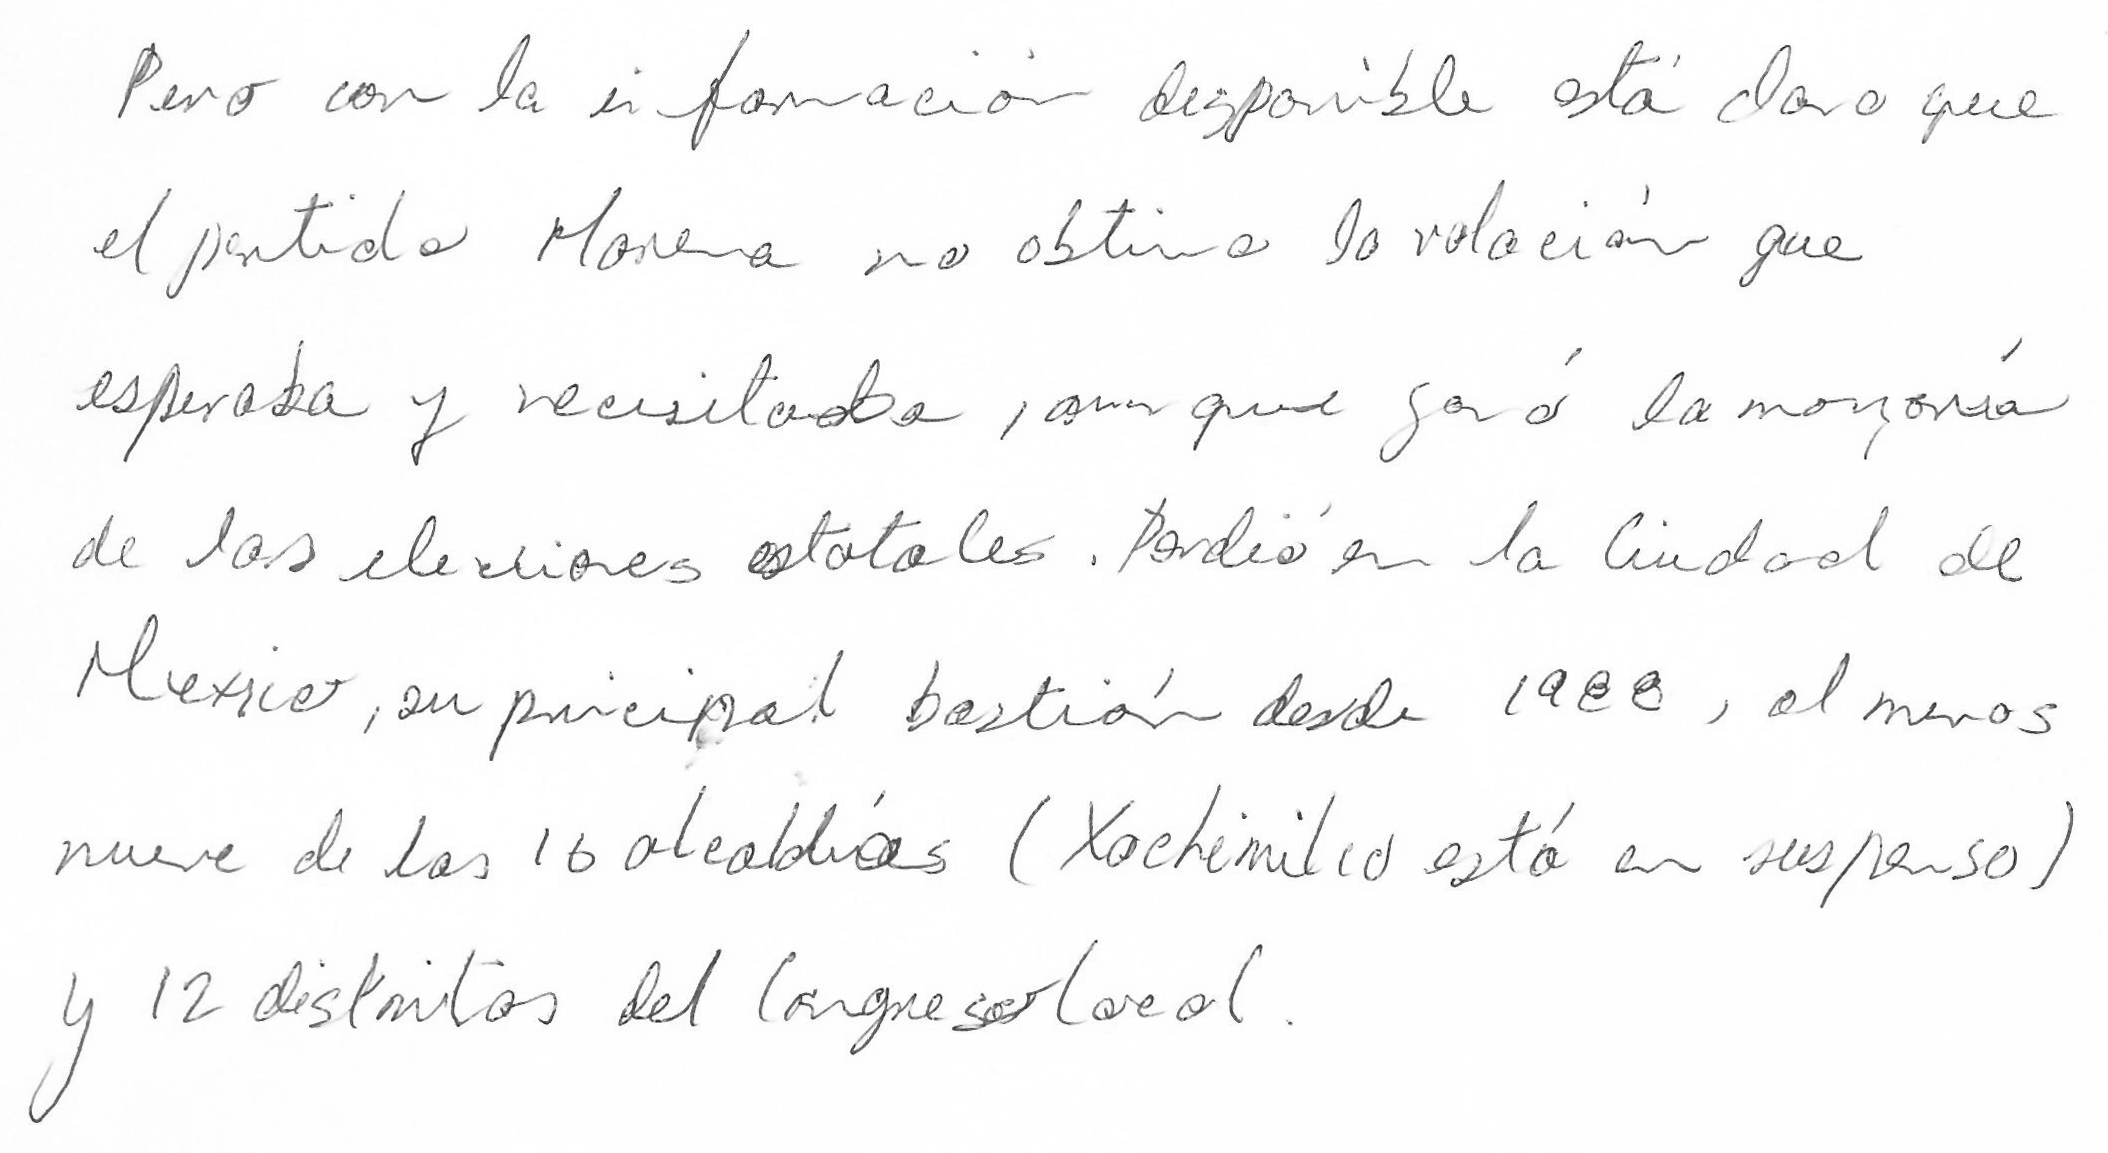 Pero con la información disponible está claro que
el partido Morena no obtuvo la votación que
esperaba y necesitaba, aunque ganó la mayoría
de las elecciones estatales. Perdió en la Ciudad de
Mexico, su principal bastión desde 1988, al menos
nueve de las 16 alcaldías (Xochimilco está en suspenso)
y 12 distritos del Congreso local.